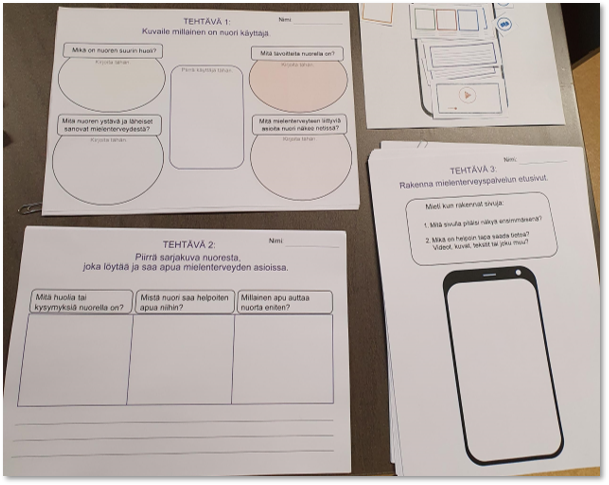 TEHTÄVÄ 1:
Nimi
Kuvaile millainen on nuori käyttäjä.
Mikä on nuoren suurin huoli?
Kirjoita tähän
Piirrä käyttäjä tähän
Mitä tavoitteita nuorella on?
Kirjoita tähän
Mitä nuoren ystävä ja läheiset
sanovat mielenterveydestä?
Kirjoita tähän
Mitä mielenterveyteen liittyviä
asioita nuori näkee netissä?
Kirjoita tähän
TEHTÄVÄ 2:
Nimi
Piirrä sarjakuva nuoresta,
joka löytää ja saa apua mielenterveyden asioissa.
Mitä huolia tai
kysymyksiä nuorella on?
Mistä nuori saa helpoiten
apua niihin?
Millainen apu auttaa
nuorta eniten?
Nimi
TEHTÄVÄ 3:
Rakenna mielenterveyspalvelun etusivut.
Mieti kun rakennat sivuja:
1. Mitä sivulla pitäisi näkyä ensimmäisenä?
2. Mikä on helpoin tapa saada tietoa?
Videot, kuvat, tekstit tai joku muu?